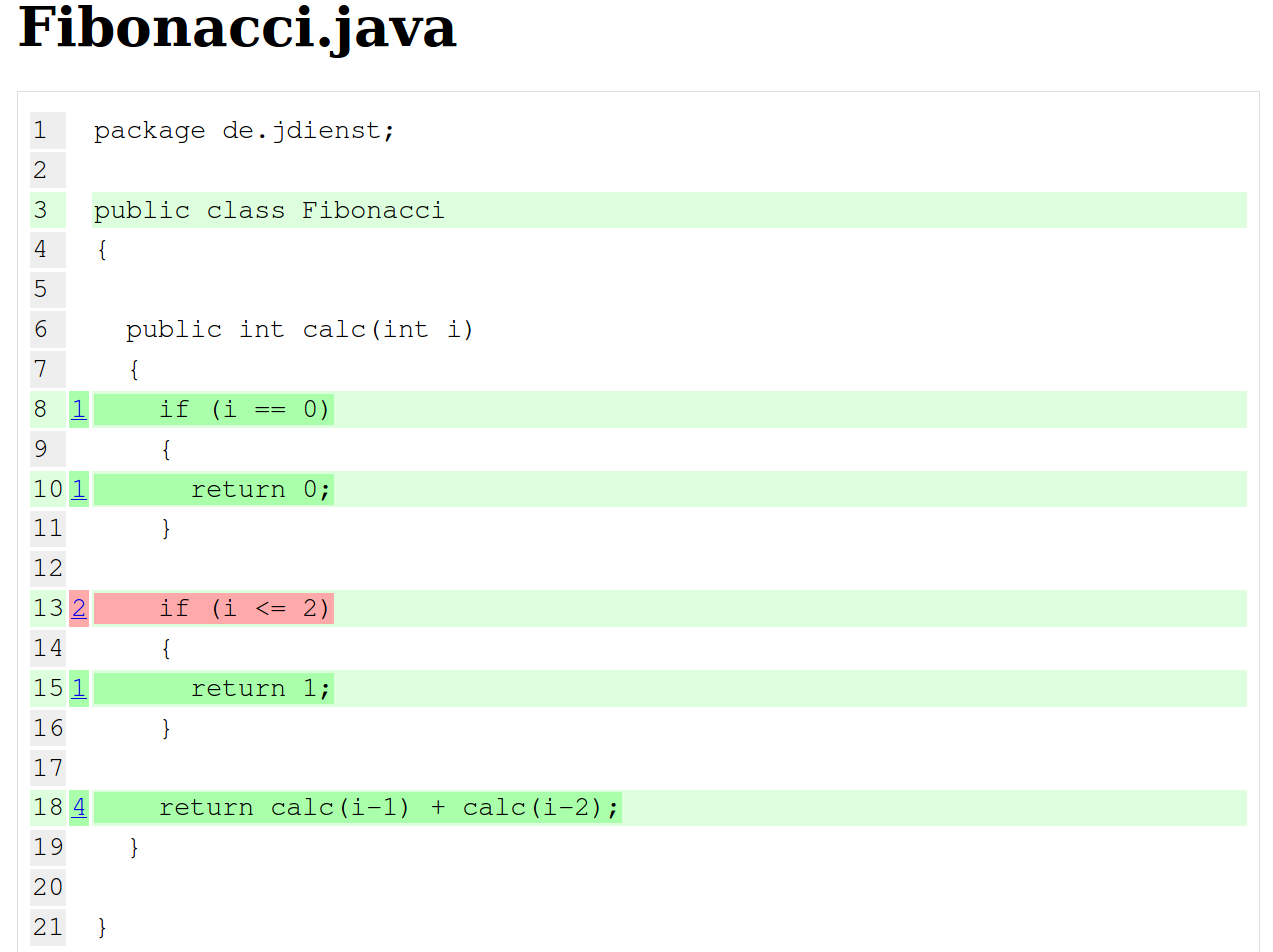 Fibonacci.java
1 package de.jdienst;
2
3 public class Fibonacci
4 {
5
6 public int calc(int i)
7 {
8 1 if (i == 0)
9 {
10 1 return 0;
11 }
12
13 2 if (i <= 2)
14 {
15 1 return 1;
16 }
17
18 4 return calc(i-1) + calc(i-2);
19 }
20
21 }